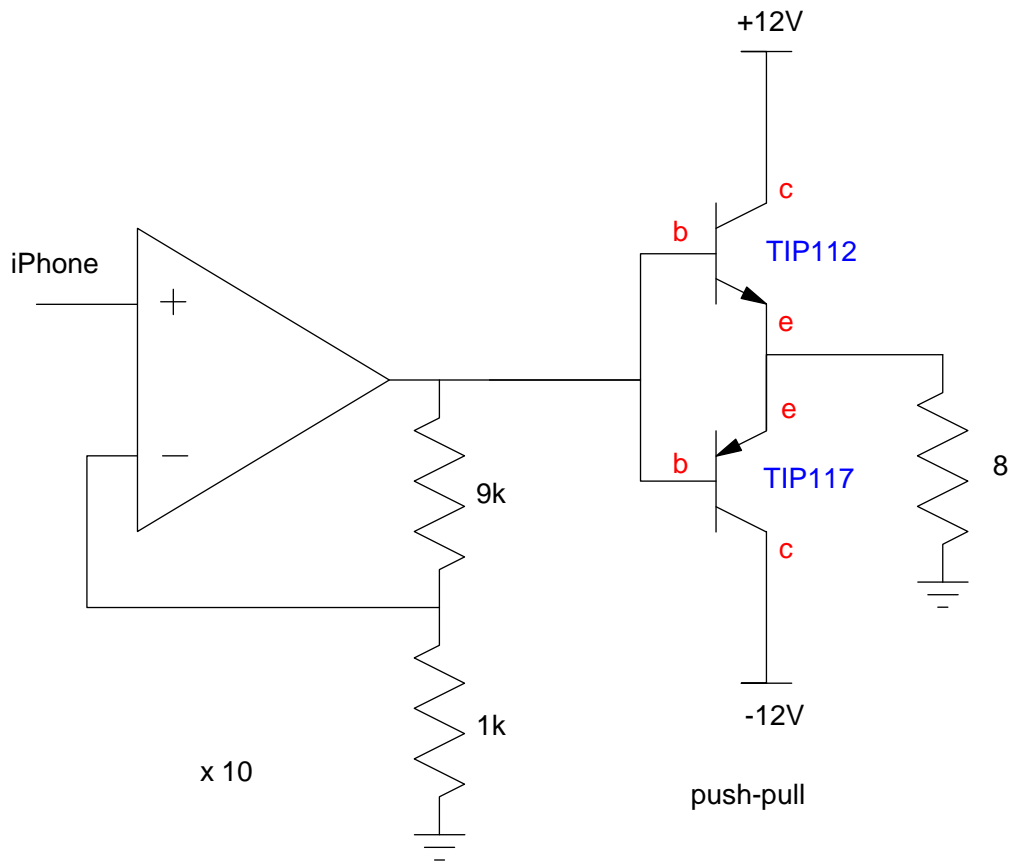 +12V
c
b
TIP112
iPhone
+
e
e
−
b
TIP117
8
9k
c
-12V
1k
x 10
push-pull